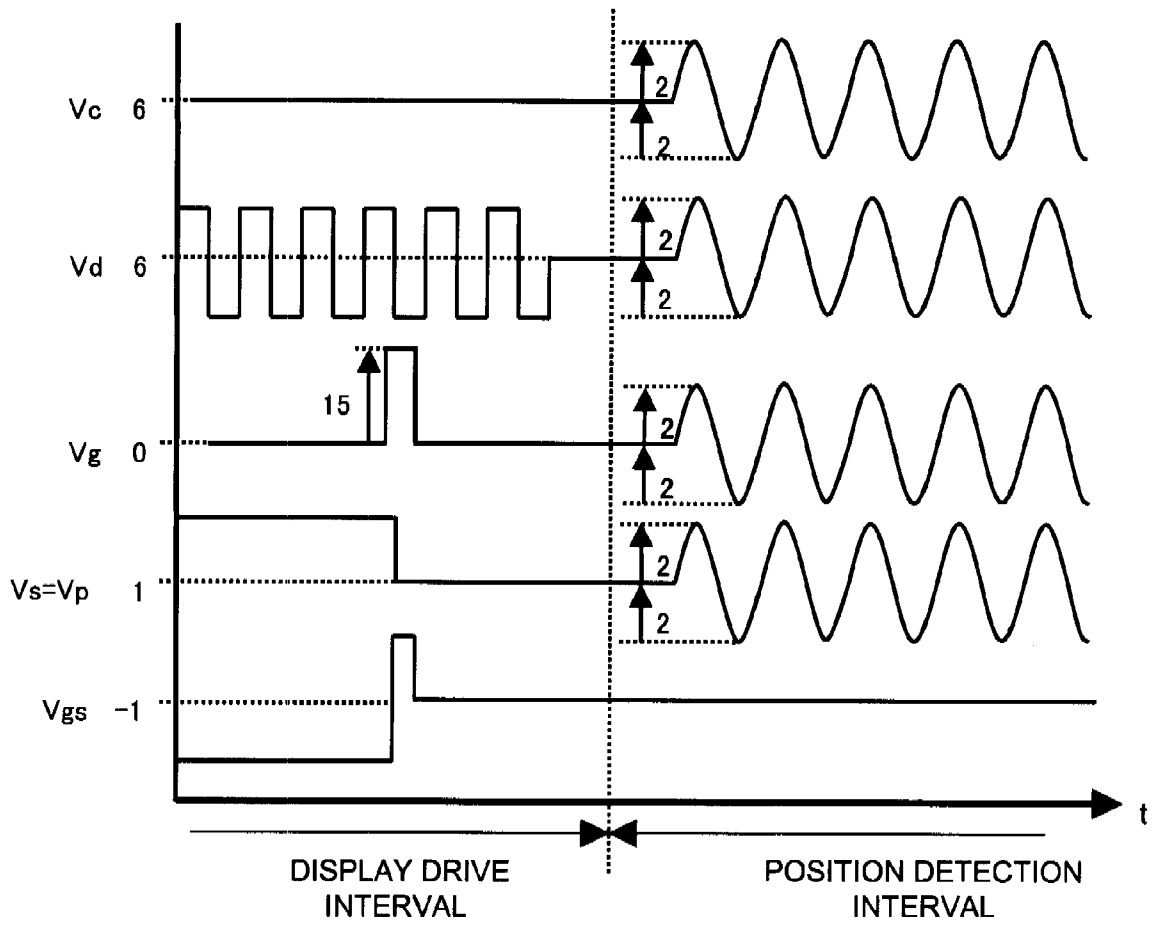 Vc 6
2
2
Vd 6
2
2
15
Vg 0
2
2
Vs=Vp 1
2
2
Vgs -1
t
DISPLAY DRIVE
INTERVAL
POSITION DETECTION
INTERVAL